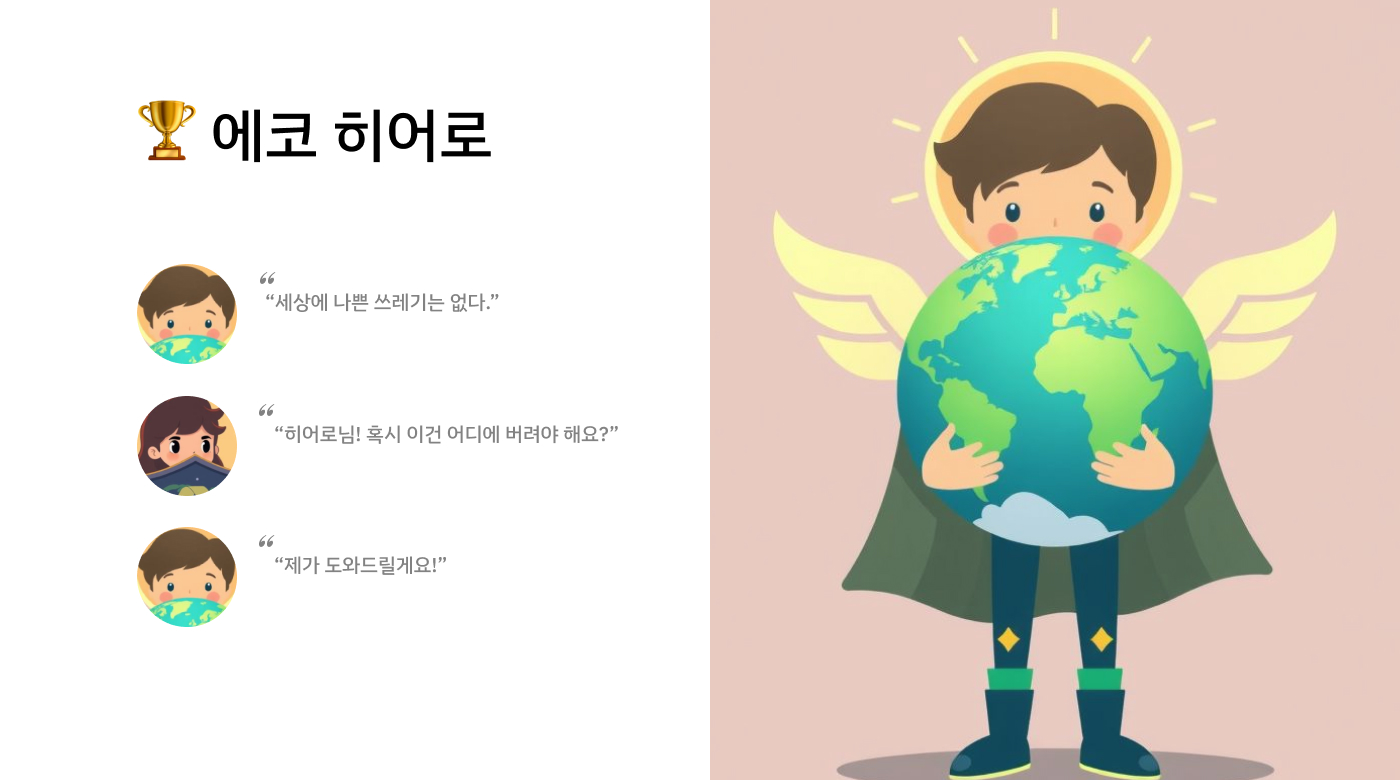 🏆 에코 히어로
“
“세상에 나쁜 쓰레기는 없다.”
“
“히어로님! 혹시 이건 어디에 버려야 해요?”
“
“제가 도와드릴게요!”